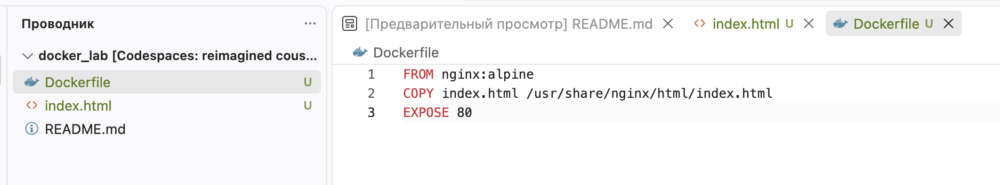 Проводник
docker_lab [Codespaces: reimagined cous...
Dockerfile U
index.html U
README.md
[Предварительный просмотр] README.md
index.html U
Dockerfile U
Dockerfile
1 FROM nginx:alpine
2 COPY index.html /usr/share/nginx/html/index.html
3 EXPOSE 80